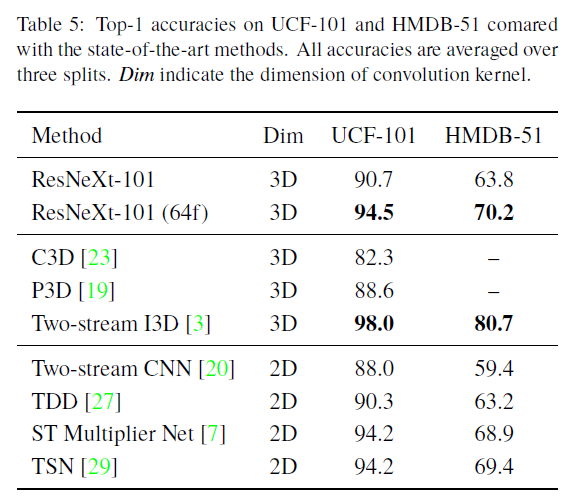 Table 5: Top-1 accuracies on UCF-101 and HMDB-51 comared
with the state-of-the-art methods. All accuracies are averaged over
three splits. Dim indicate the dimension of convolution kernel.
Method Dim UCF-101 HMDB-51
ResNeXt-101 3D 90.7 63.8
ResNeXt-101 (64f) 3D 94.5 70.2
C3D [23] 3D 82.3 –
P3D [19] 3D 88.6 –
Two-stream I3D [3] 3D 98.0 80.7
Two-stream CNN [20] 2D 88.0 59.4
TDD [27] 2D 90.3 63.2
ST Multiplier Net [7] 2D 94.2 68.9
TSN [29] 2D 94.2 69.4